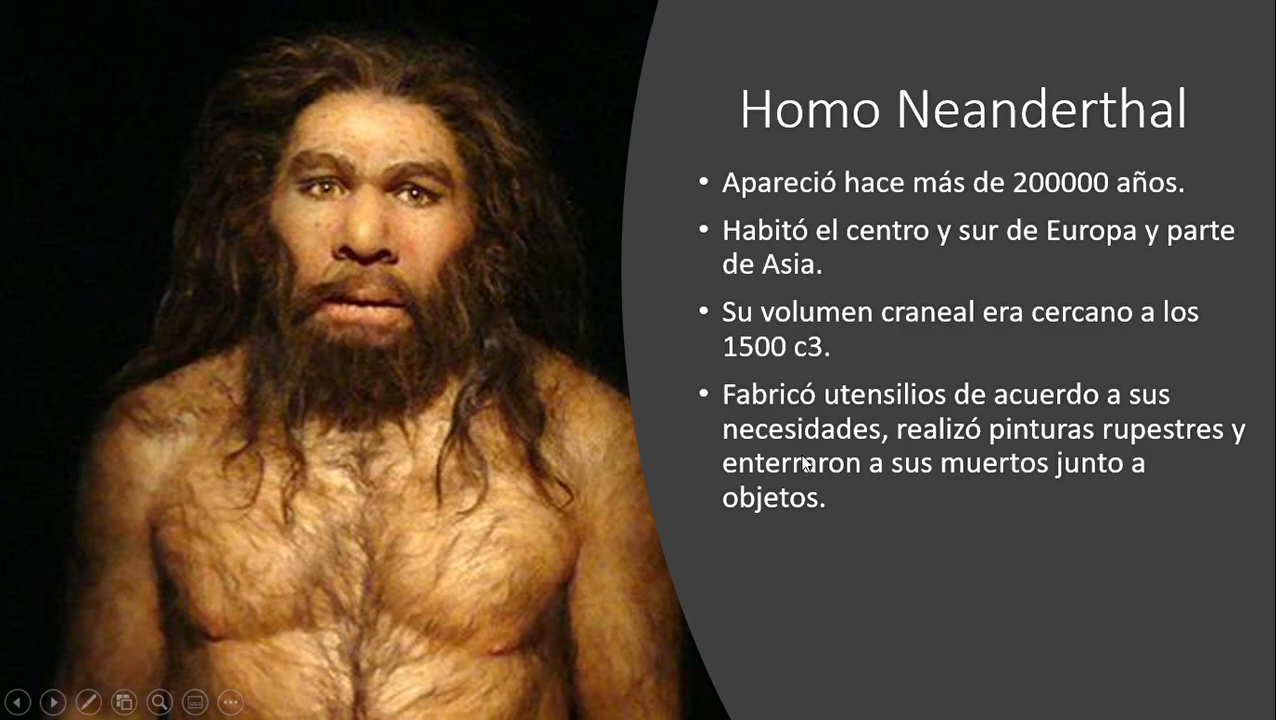 Homo Neanderthal
• Apareció hace más de 200000 años.
• Habitó el centro y sur de Europa y parte
de Asia.
• Su volumen craneal era cercano a los
1500 c3.
• Fabricó utensilios de acuerdo a sus
necesidades, realizó pinturas rupestres y
enterraron a sus muertos junto a
objetos.